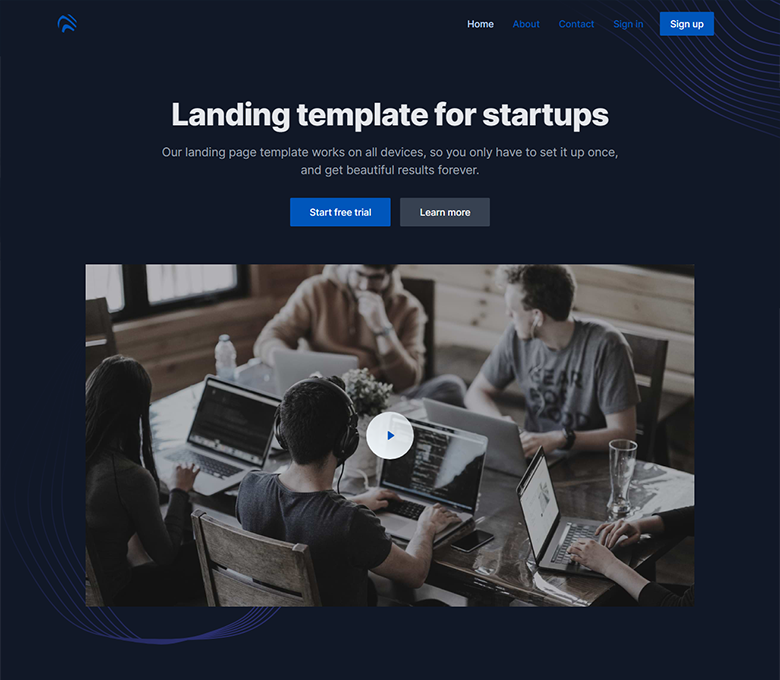 Home About Contact Sign in Sign up
Landing template for startups
Our landing page template works on all devices, so you only have to set it up once,
and get beautiful results forever.
Start free trial Learn more